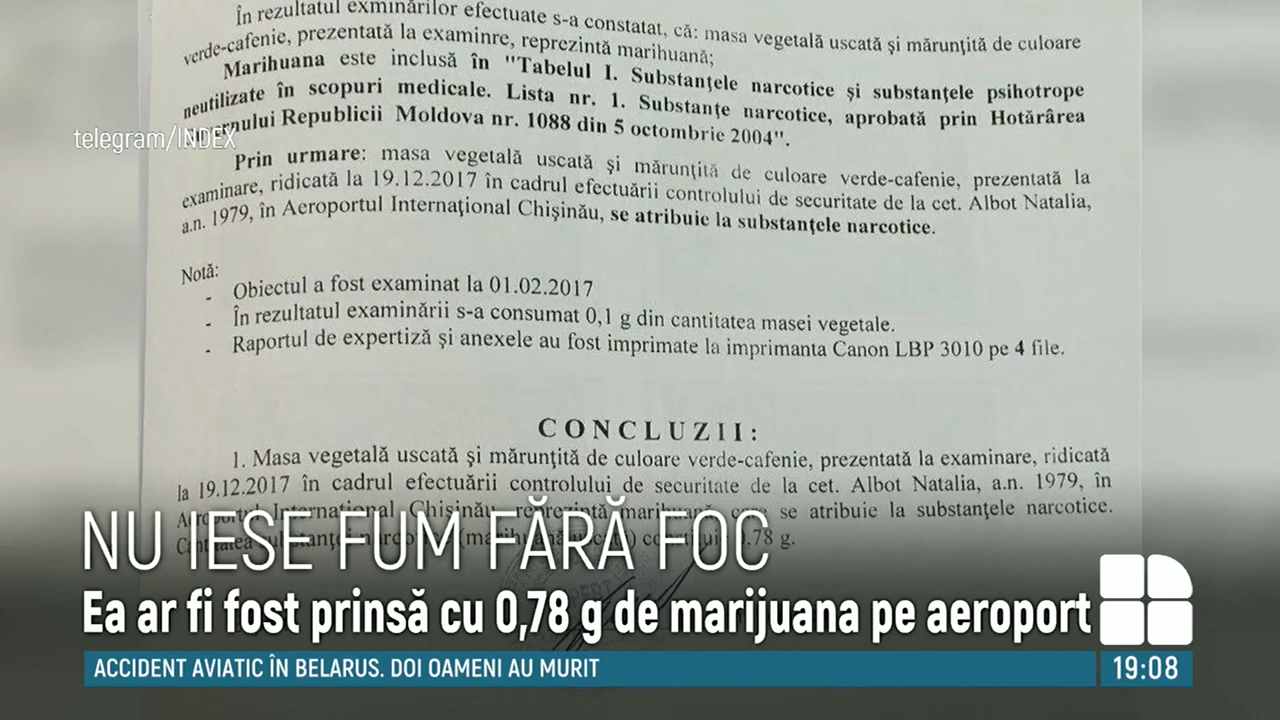 În rezultatul exminărilor efectuate s-a constatat, că: masa vegetală uscată şi mărunţită de culoare
verde-cafenie, prezentată la examinre, reprezintă marihuană;
Marihuana este inclusă în "Tabelul I. Substanţele narcotice şi substanţele psihotrope
neutilizate în scopuri medicale. Lista nr. 1. Substanţe narcotice, aprobată prin Hotărârea
Republicii Moldova nr. 1088 din 5 octombrie 2004".
telegram/INDEX
Prin urmare: masa vegetală uscată şi mărunţită de culoare verde-cafenie, prezentată la
examinare, ridicată la 19.12.2017 în cadrul efectuării controlului de securitate de la cet. Albot Natalia,
a.n. 1979, în Aeroportul Internaţional Chişinău, se atribuie la substanţele narcotice.
Notă:
- Obiectul a fost examinat la 01.02.2017
- În rezultatul examinării s-a consumat 0,1 g din cantitatea masei vegetale.
- Raportul de expertiză şi anexele au fost imprimate la imprimanta Canon LBP 3010 pe 4 file.
CONCLUZII:
1. Masa vegetală uscată şi mărunţită de culoare verde-cafenie, prezentată la examinare, ridicată
la 19.12.2017 în cadrul efectuării controlului de securitate de la cet. Albot Natalia, a.n. 1979, în
Chişinău se atribuie la substanţele narcotice.
0.78 g.
NU IESE FUM FĂRĂ FOC
Ea ar fi fost prinsă cu 0,78 g de marijuana pe aeroport
ACCIDENT AVIATIC ÎN BELARUS. DOI OAMENI AU MURIT
19:08